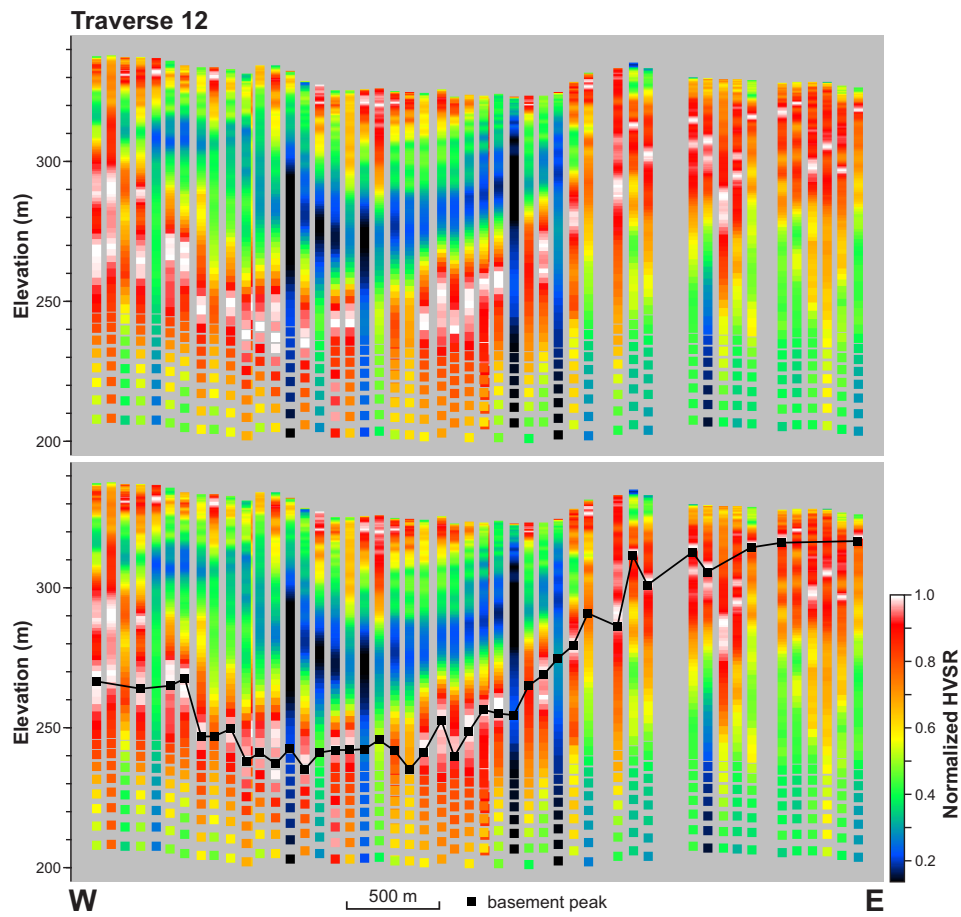 Traverse 12
Elevation (m)
300
250
200
Elevation (m)
300
250
200
1.0
0.8
0.6
0.4
0.2
Normalized HVSR
W
500 m
basement peak
E